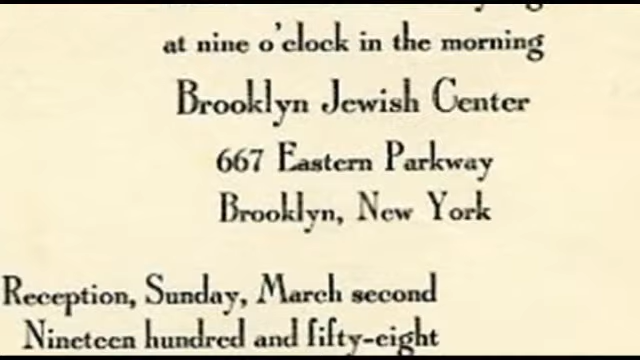 at nine o'clock in the morning
Brooklyn Jewish Center
667 Eastern Parkway
Brooklyn, New York
Reception, Sunday, March second
Nineteen hundred and fifty-eight